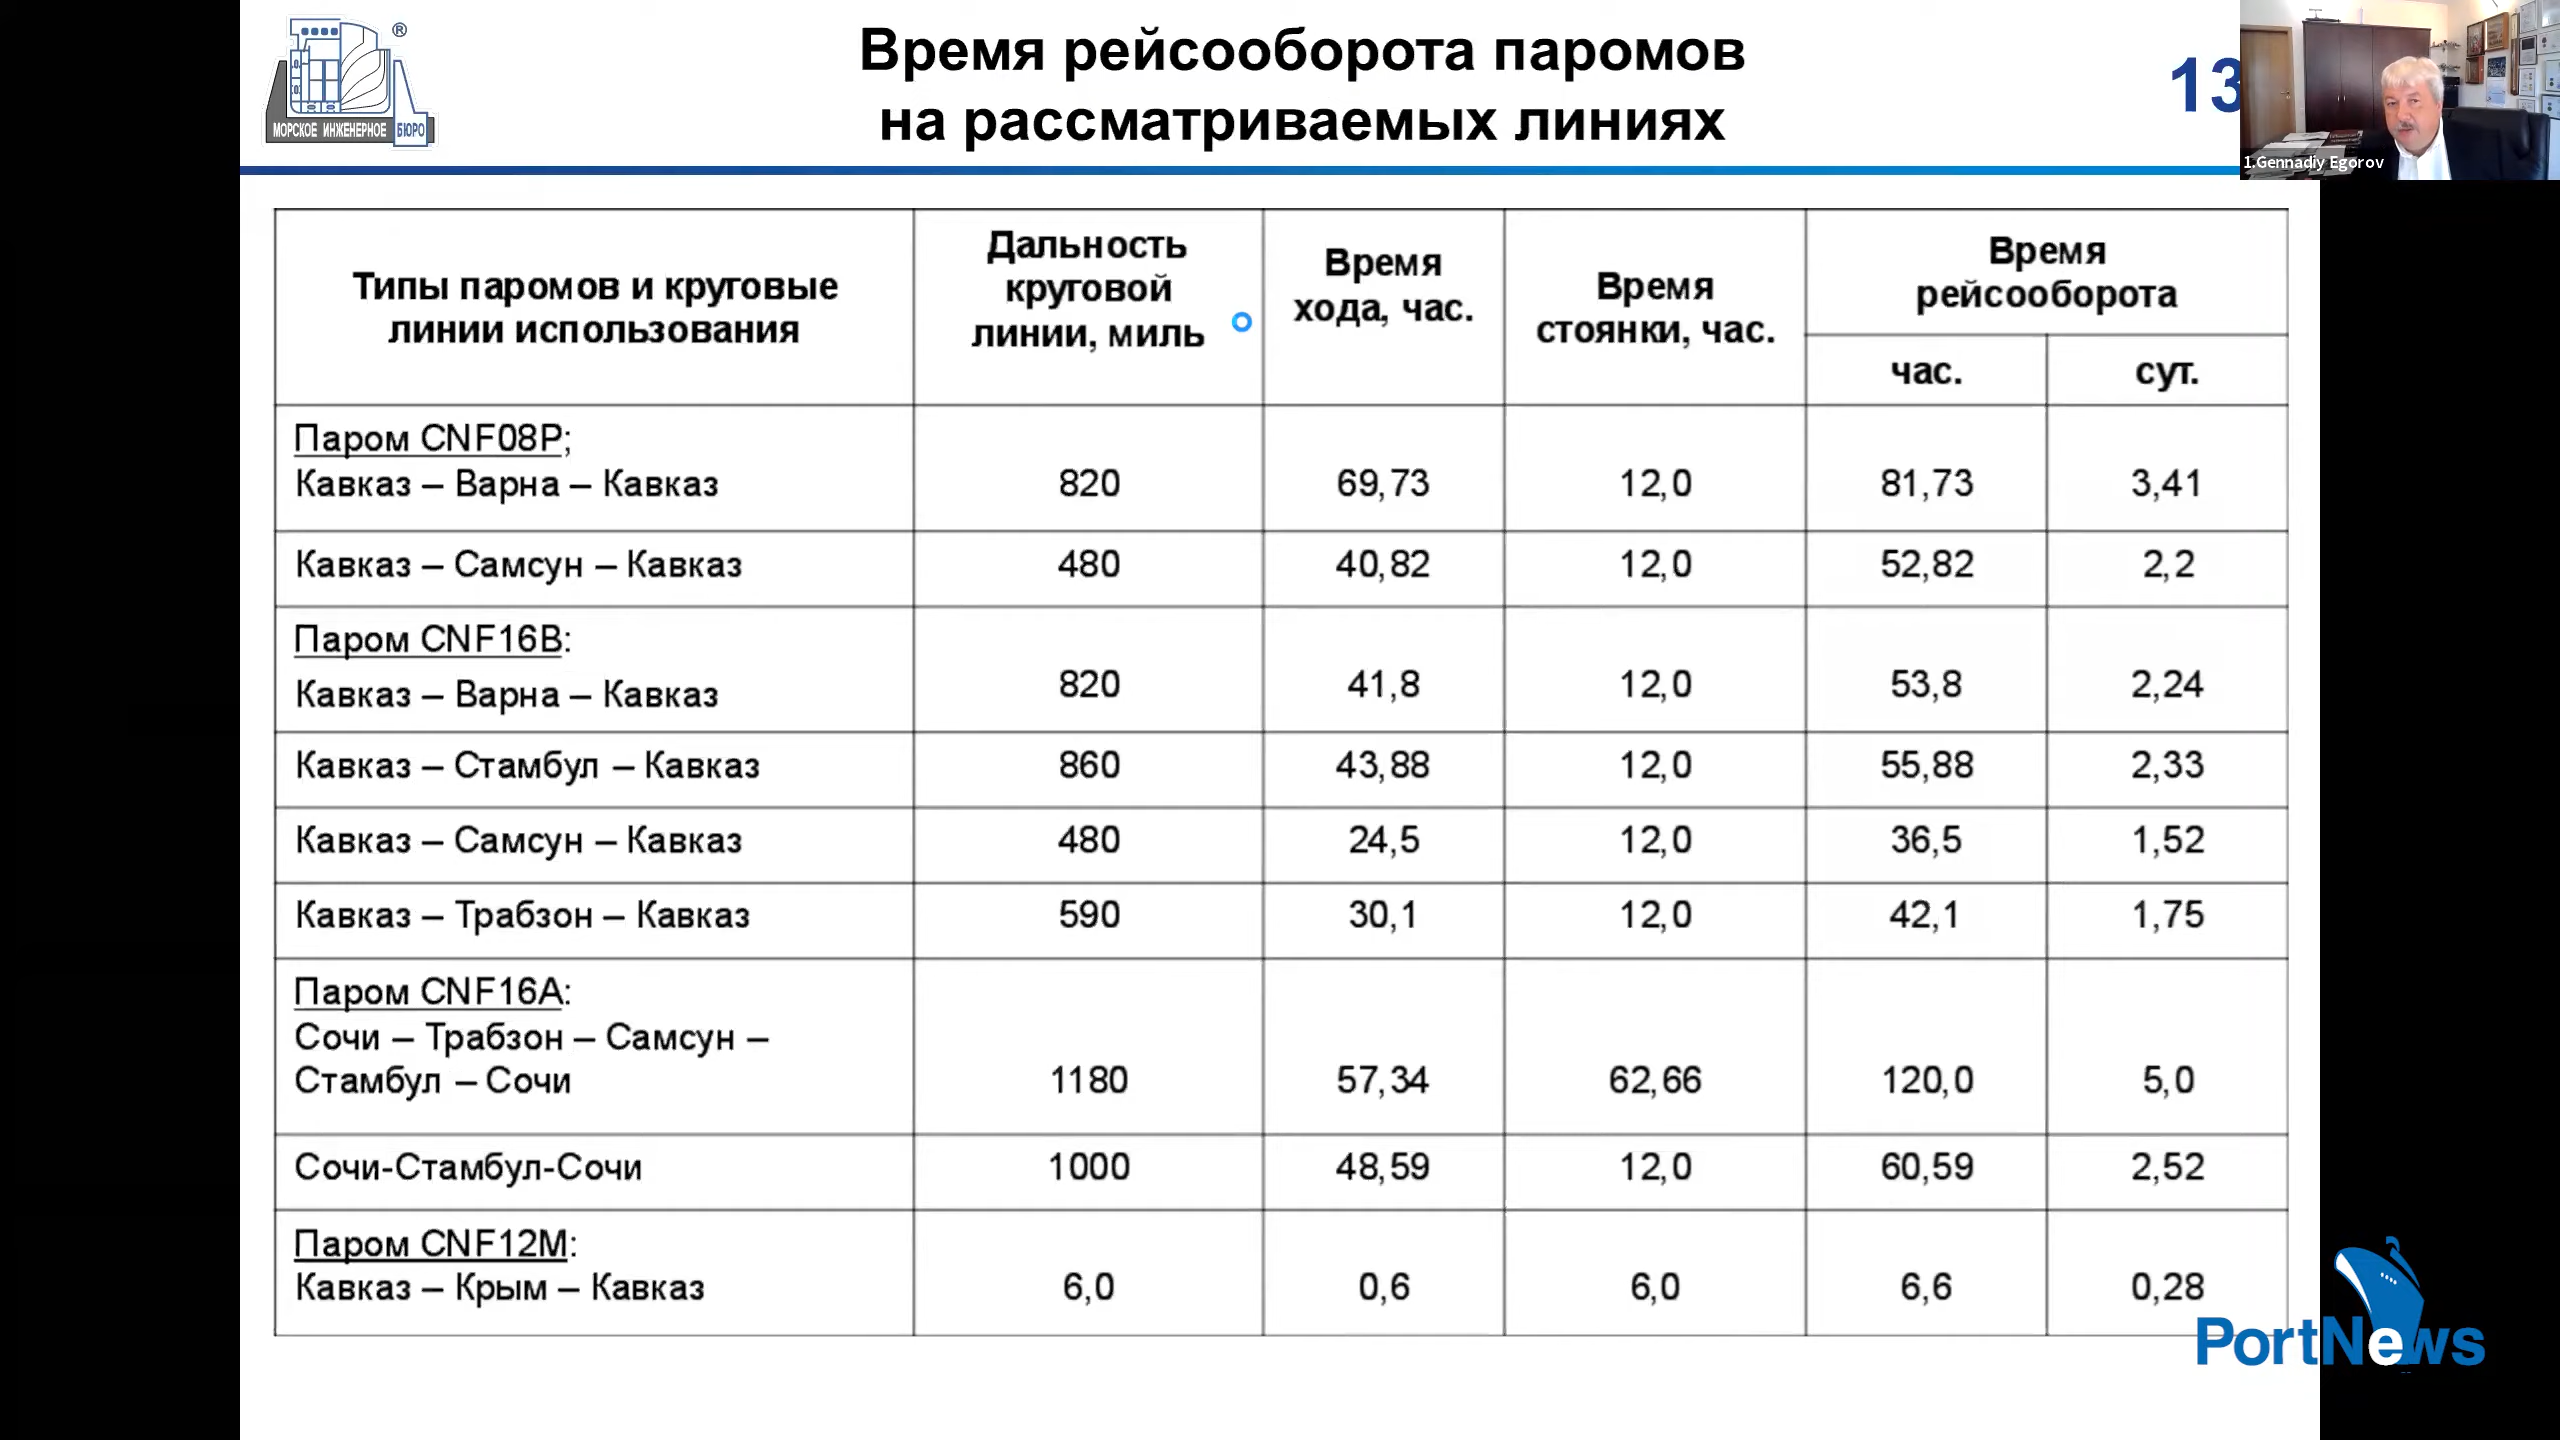 МОРСКОЕ ИНЖЕНЕРНОЕ БЮРО
®
Время рейсооборота паромов
на рассматриваемых линиях
13
1.Gennadiy Egorov
Типы паромов и круговые
линии использования
Дальность
круговой
линии, миль
Время
хода, час.
Время
стоянки, час.
Время
рейсооборота
час.
сут.
Паром CNF08P;
Кавказ – Варна – Кавказ 820 69,73 12,0 81,73 3,41
Кавказ – Самсун – Кавказ 480 40,82 12,0 52,82 2,2
Паром CNF16B:
Кавказ – Варна – Кавказ 820 41,8 12,0 53,8 2,24
Кавказ – Стамбул – Кавказ 860 43,88 12,0 55,88 2,33
Кавказ – Самсун – Кавказ 480 24,5 12,0 36,5 1,52
Кавказ – Трабзон – Кавказ 590 30,1 12,0 42,1 1,75
Паром CNF16A:
Сочи – Трабзон – Самсун –
Стамбул – Сочи 1180 57,34 62,66 120,0 5,0
Сочи-Стамбул-Сочи 1000 48,59 12,0 60,59 2,52
Паром CNF12M:
Кавказ – Крым – Кавказ 6,0 0,6 6,0 6,6 0,28
PortNews